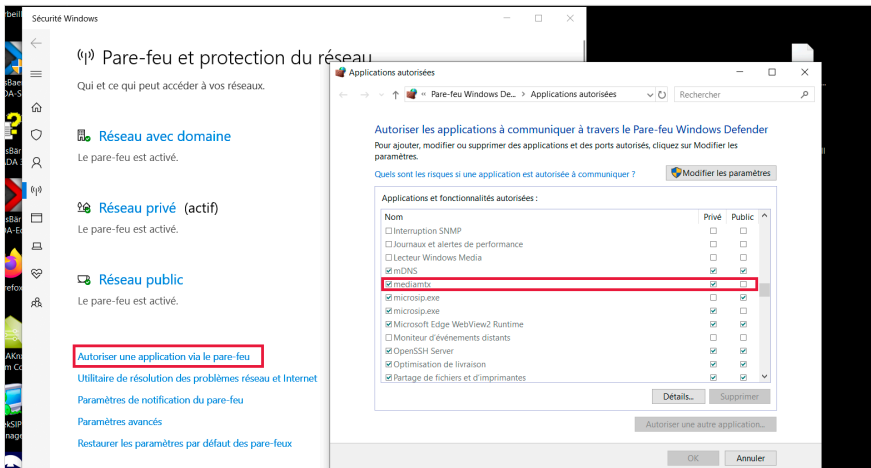 Sécurité Windows
Pare-feu et protection du réseau
Qui et ce qui peut accéder à vos réseaux.
Réseau avec domaine
Le pare-feu est activé.
Réseau privé (actif)
Le pare-feu est activé.
Réseau public
Le pare-feu est activé.
Autoriser une application via le pare-feu
Utilitaire de résolution des problèmes réseau et Internet
Paramètres de notification du pare-feu
Paramètres avancés
Restaurer les paramètres par défaut des pare-feux
Applications autorisées
« Pare-feu Windows De... > Applications autorisées
Rechercher
Autoriser les applications à communiquer à travers le Pare-feu Windows Defender
Pour ajouter, modifier ou supprimer des applications et des ports autorisés, cliquez sur Modifier les
paramètres.
Quels sont les risques si une application est autorisée à communiquer ?
Modifier les paramètres
Applications et fonctionnalités autorisées :
Nom Privé Public
Interruption SNMP
Journaux et alertes de performance
Lecteur Windows Media
mDNS
mediamtx
microsip.exe
microsip.exe
Microsoft Edge WebView2 Runtime
Moniteur d'événements distants
OpenSSH Server
Optimisation de livraison
Partage de fichiers et d'imprimantes
Détails... Supprimer
Autoriser une autre application...
OK Annuler